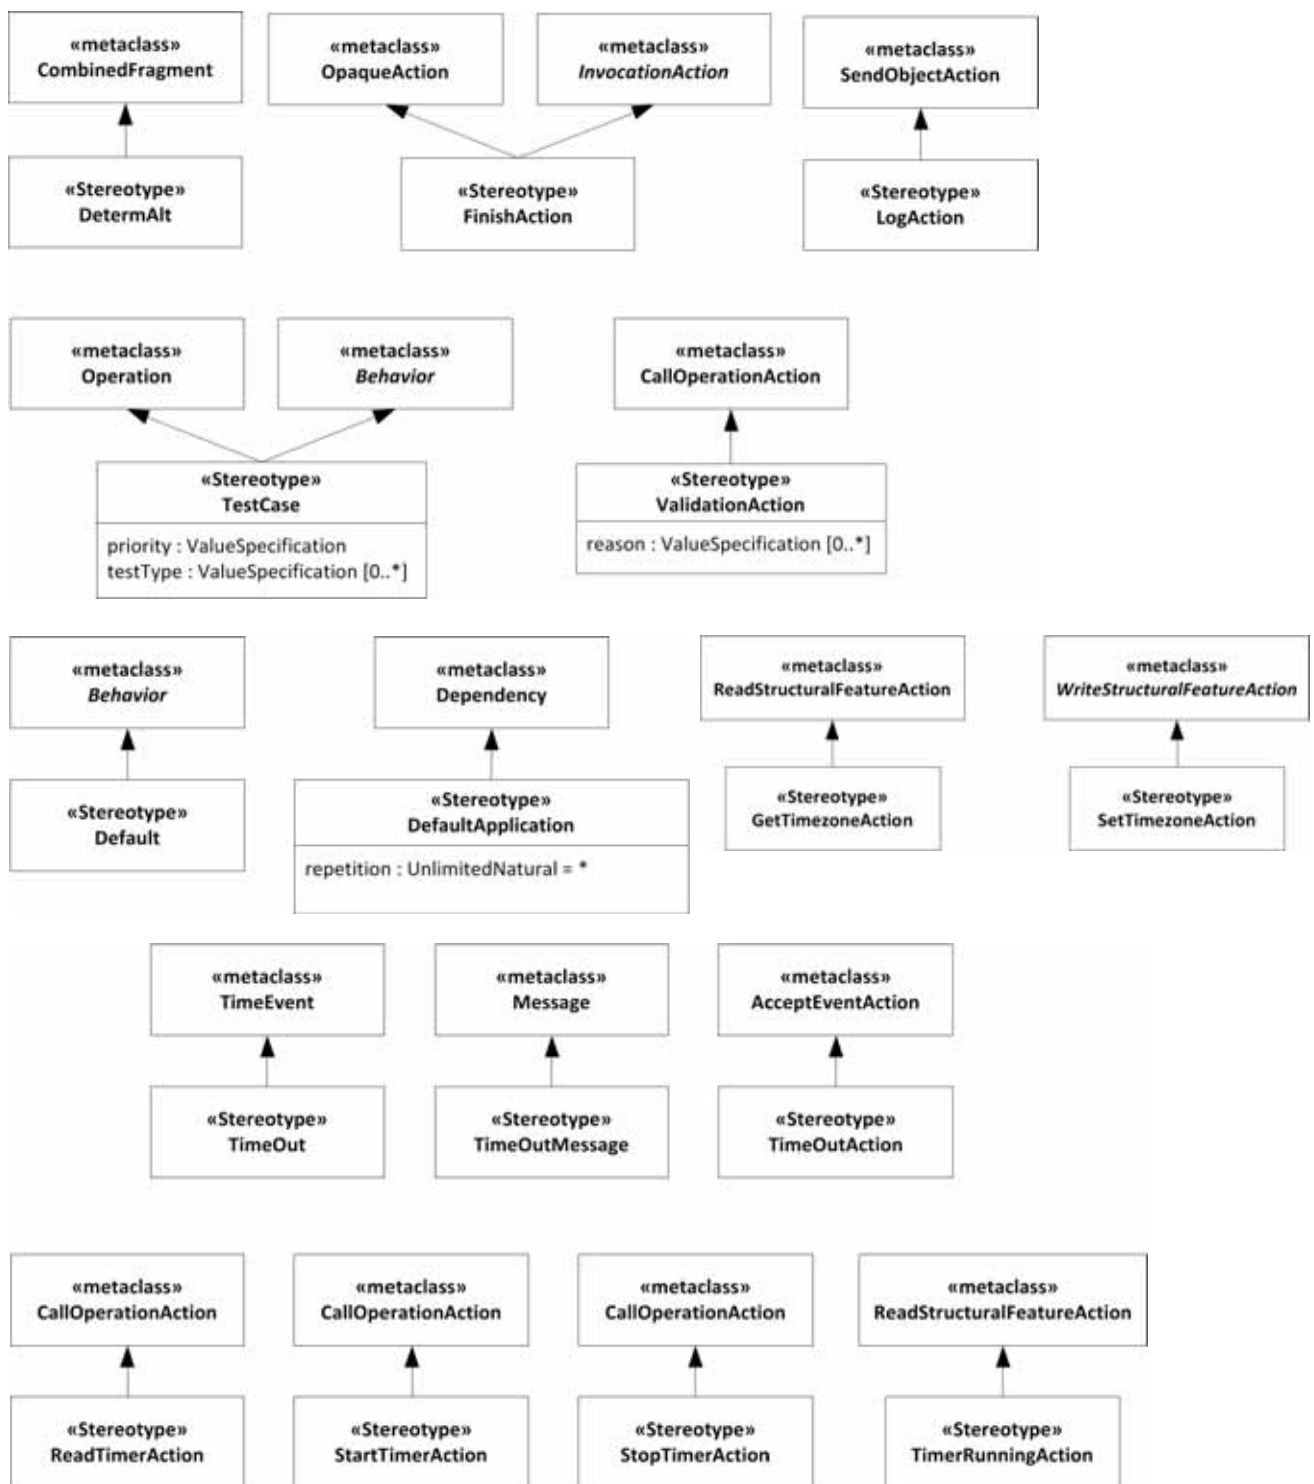 «metaclass»
CombinedFragment
«metaclass»
OpaqueAction
«metaclass»
InvocationAction
«metaclass»
SendObjectAction
«Stereotype»
DetermAlt
«Stereotype»
FinishAction
«Stereotype»
LogAction
«metaclass»
Operation
«metaclass»
Behavior
«metaclass»
CallOperationAction
«Stereotype»
TestCase
priority : ValueSpecification
testType : ValueSpecification [0..*]
«Stereotype»
ValidationAction
reason : ValueSpecification [0..*]
«metaclass»
Behavior
«metaclass»
Dependency
«metaclass»
ReadStructuralFeatureAction
«metaclass»
WriteStructuralFeatureAction
«Stereotype»
Default
«Stereotype»
DefaultApplication
repetition : UnlimitedNatural = *
«Stereotype»
GetTimezoneAction
«Stereotype»
SetTimezoneAction
«metaclass»
TimeEvent
«metaclass»
Message
«metaclass»
AcceptEventAction
«Stereotype»
TimeOut
«Stereotype»
TimeOutMessage
«Stereotype»
TimeOutAction
«metaclass»
CallOperationAction
«metaclass»
CallOperationAction
«metaclass»
CallOperationAction
«metaclass»
ReadStructuralFeatureAction
«Stereotype»
ReadTimerAction
«Stereotype»
StartTimerAction
«Stereotype»
StopTimerAction
«Stereotype»
TimerRunningAction